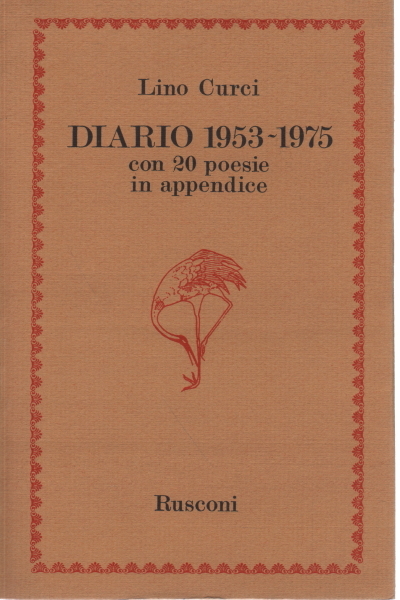 Lino Curci
DIARIO 1953-1975
con 20 poesie
in appendice
Rusconi